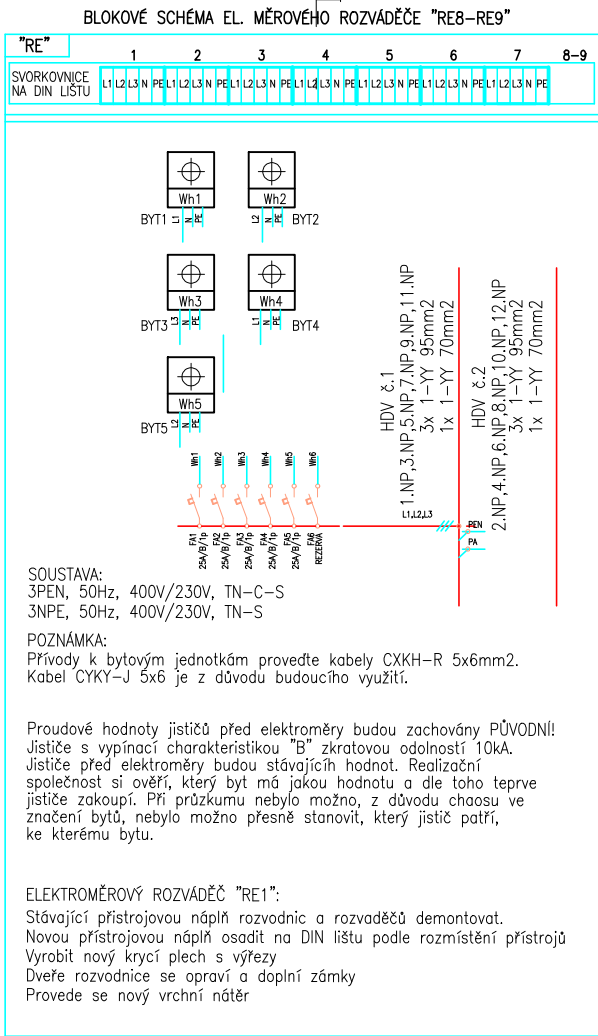 BLOKOVÉ SCHÉMA EL. MĚROVÉHO ROZVÁDĚČE "RE8-RE9"
"RE"
1 2 3 4 5 6 7 8-9
SVORKOVNICE
NA DIN LIŠTU
L1 L2 L3 N PE L1 L2 L3 N PE L1 L2 L3 N PE L1 L2 L3 N PE L1 L2 L3 N PE L1 L2 L3 N PE L1 L2 L3 N PE
Wh1
BYT1 L1 N PE
Wh2
L2 N PE BYT2
Wh3
BYT3 L3 N PE
Wh4
L1 N PE BYT4
Wh5
BYT5 L2 N PE
HDV č.1
1.NP,3.NP,5.NP,7.NP,9.NP,11.NP
3x 1-YY 95mm2
1x 1-YY 70mm2
HDV č.2
2.NP,4.NP,6.NP,8.NP,10.NP,12.NP
3x 1-YY 95mm2
1x 1-YY 70mm2
Wh1 Wh2 Wh3 Wh4 Wh5 Wh6
L1,L2,L3
PEN
PA
FA1
25A/B/1p
FA2
25A/B/1p
FA3
25A/B/1p
FA4
25A/B/1p
FA5
25A/B/1p
FA6
REZERVA
SOUSTAVA:
3PEN, 50Hz, 400V/230V, TN-C-S
3NPE, 50Hz, 400V/230V, TN-S
POZNÁMKA:
Přívody k bytovým jednotkám proveďte kabely CXKH-R 5x6mm2.
Kabel CYKY-J 5x6 je z důvodu budoucího využití.
Proudové hodnoty jističů před elektroměry budou zachovány PŮVODNÍ!
Jističe s vypínací charakteristikou "B" zkratovou odolností 10kA.
Jističe před elektroměry budou stávajícíh hodnot. Realizační
společnost si ověří, který byt má jakou hodnotu a dle toho teprve
jističe zakoupí. Při průzkumu nebylo možno, z důvodu chaosu ve
značení bytů, nebylo možno přesně stanovit, který jistič patří,
ke kterému bytu.
ELEKTROMĚROVÝ ROZVÁDĚČ "RE1":
Stávající přistrojovou náplň rozvodnic a rozvaděčů demontovat.
Novou přístrojovou náplň osadit na DIN lištu podle rozmístění přístrojů
Vyrobit nový krycí plech s výřezy
Dveře rozvodnice se opraví a doplní zámky
Provede se nový vrchní nátěr